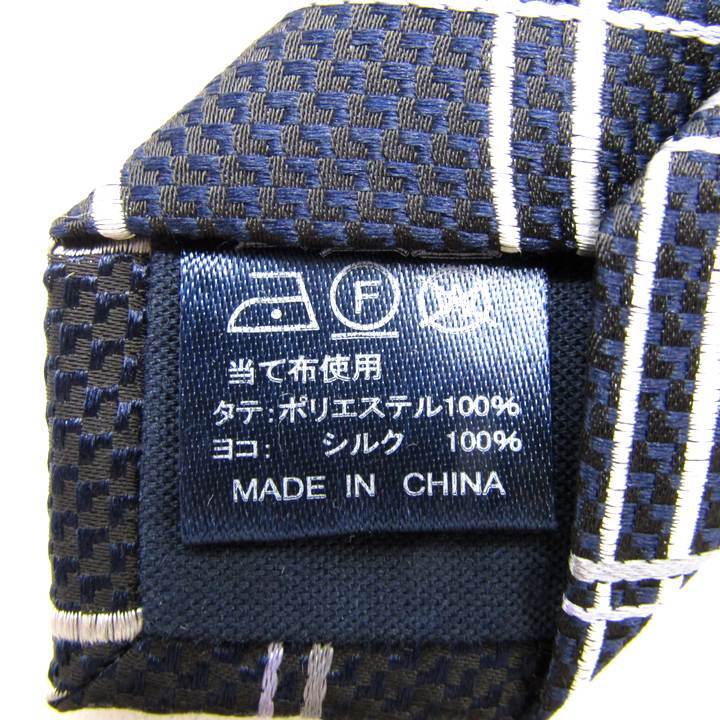 F W
当て布使用
タテ:ポリエステル100%
ヨコ: シルク 100%
MADE IN CHINA